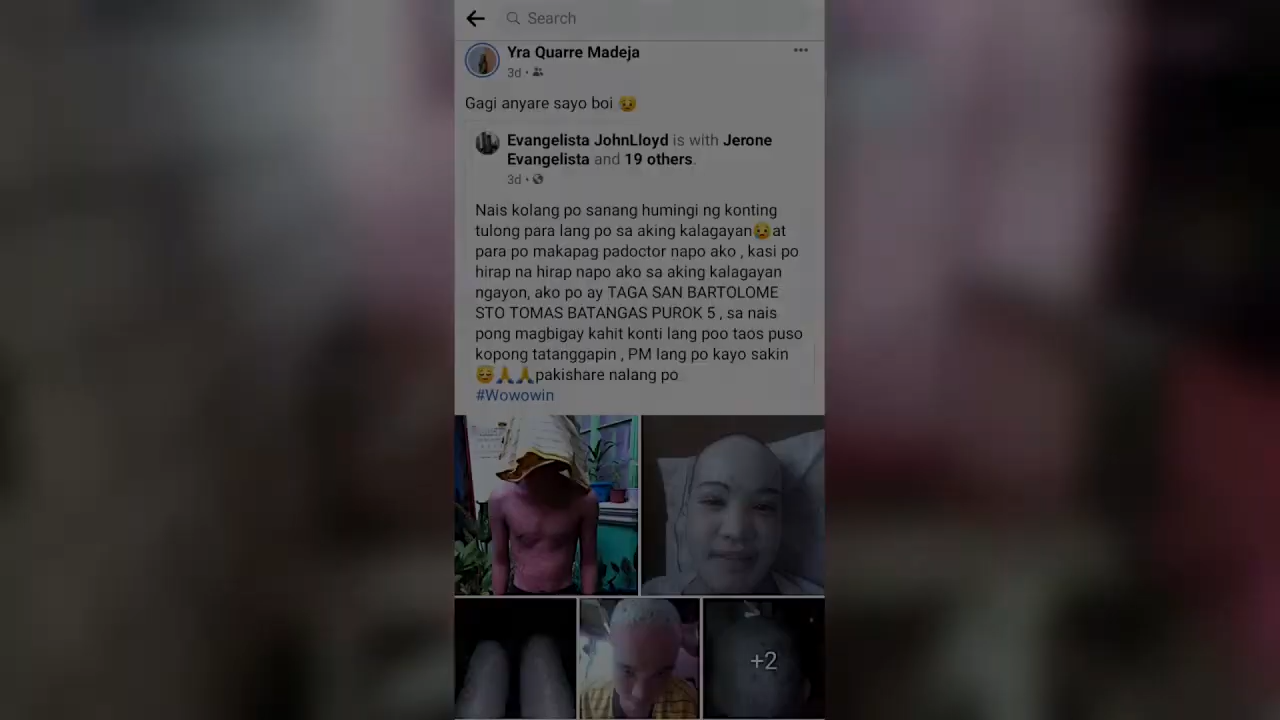 Search
Yra Quarre Madeja
3d
Gagi anyare sayo boi 😥
Evangelista JohnLloyd is with Jerone
Evangelista and 19 others.
3d
Nais kolang po sanang humingi ng konting
tulong para lang po sa aking kalagayan😥at
para po makapag padoctor napo ako , kasi po
hirap na hirap napo ako sa aking kalagayan
ngayon, ako po ay TAGA SAN BARTOLOME
STO TOMAS BATANGAS PUROK 5 , sa nais
pong magbigay kahit konti lang poo taos puso
kopong tatanggapin , PM lang po kayo sakin
😇🙏🙏pakishare nalang po
#Wowowin
+2